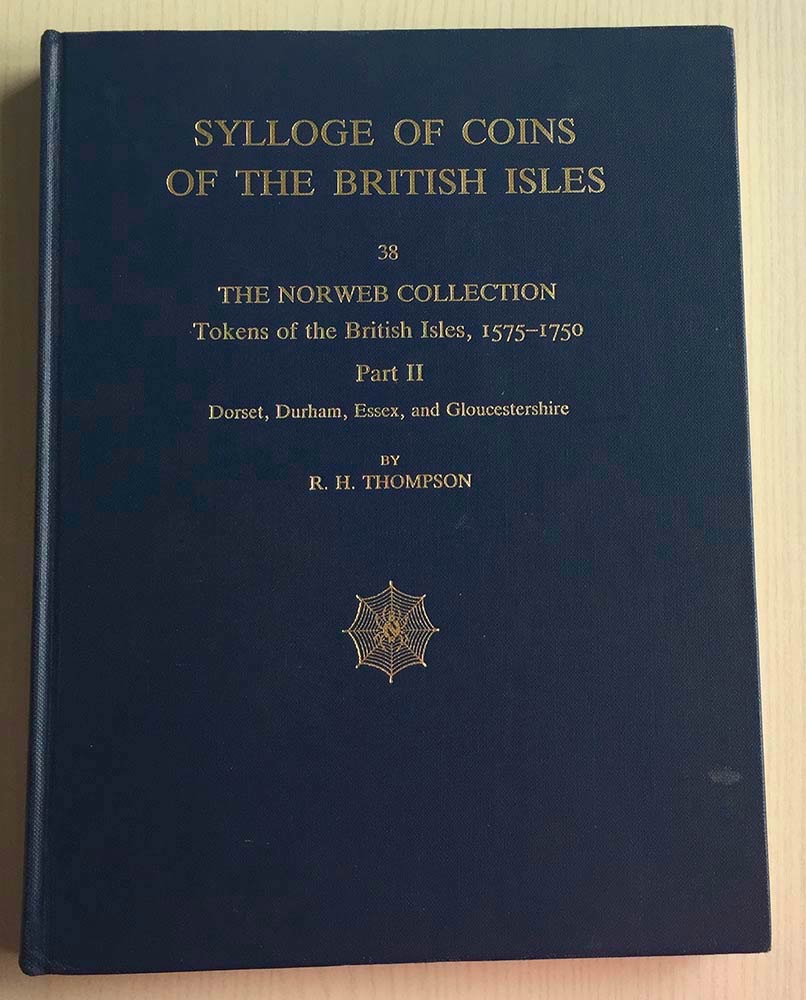 SYLLOGE OF COINS
OF THE BRITISH ISLES
38
THE NORWEB COLLECTION
Tokens of the British Isles, 1575–1750
Part II
Dorset, Durham, Essex, and Gloucestershire
BY
R. H. THOMPSON
N